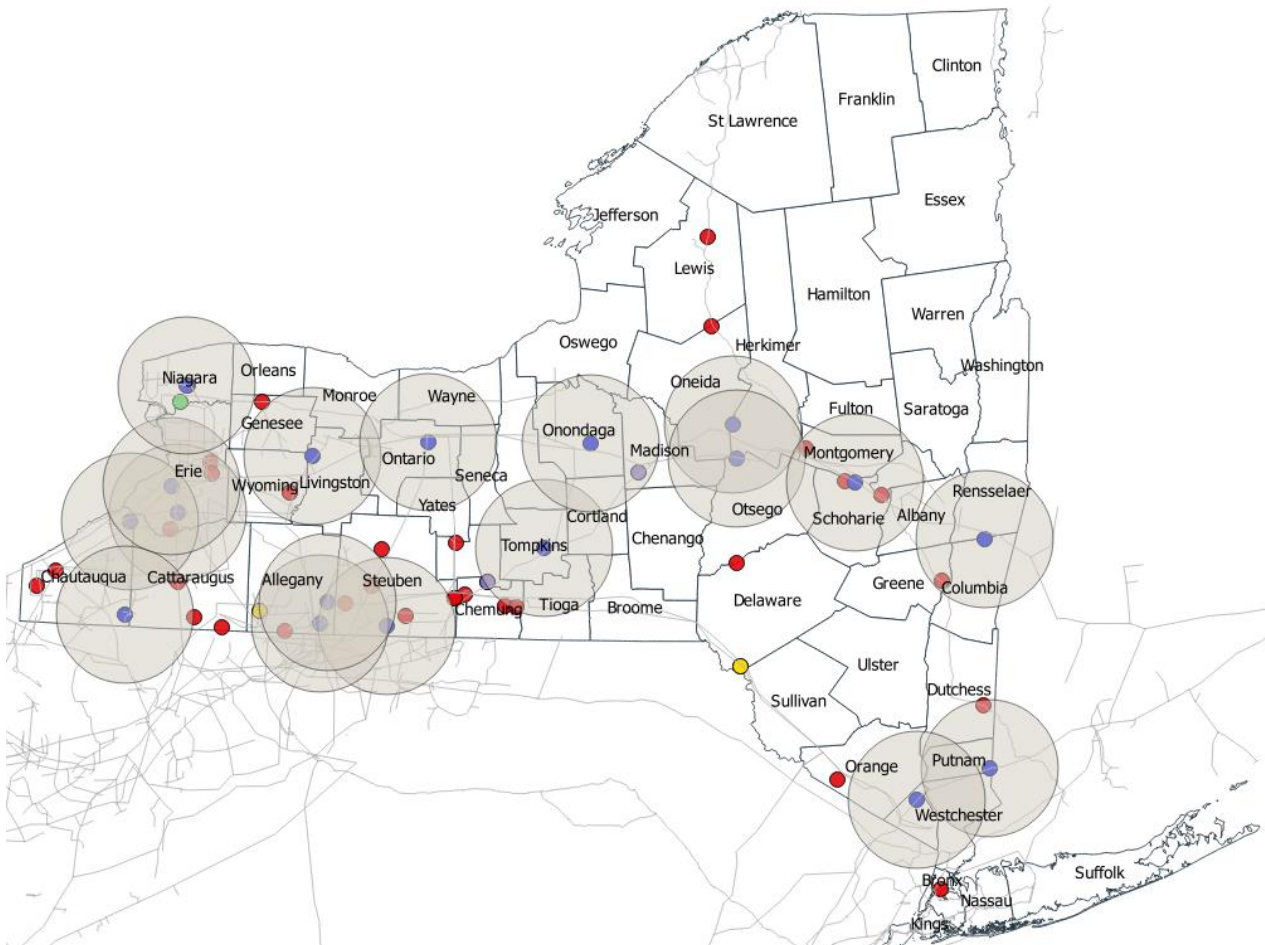 Clinton
Franklin
St Lawrence
Essex
Jefferson
Lewis
Hamilton
Warren
Oswego
Herkimer
Washington
Niagara
Orleans
Oneida
Monroe
Wayne
Fulton
Saratoga
Genesee
Onondaga
Madison
Montgomery
Ontario
Erie
Seneca
Wyoming
Livingston
Rensselaer
Yates
Otsego
Cortland
Schoharie
Albany
Chenango
Tompkins
Chautauqua
Cattaraugus
Allegany
Steuben
Greene
Columbia
Chemung
Tioga
Broome
Delaware
Ulster
Dutchess
Sullivan
Orange
Putnam
Westchester
Suffolk
Bronx
Nassau
Kings